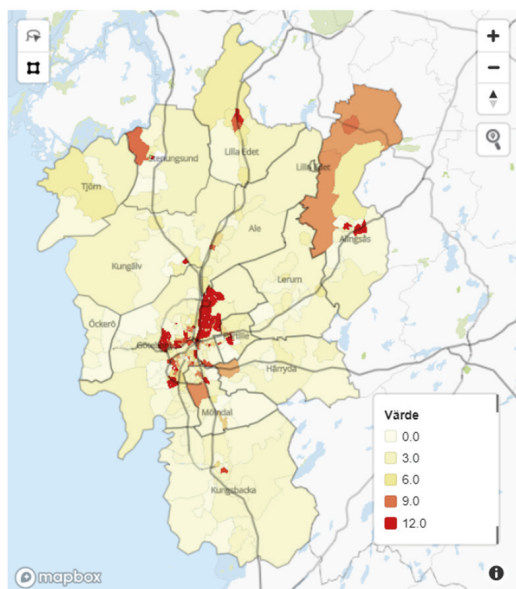 Stenungsund
Lilla Edet
Lilla Edet
Tjörn
Ale
Alingsås
Kungälv
Lerum
Öckerö
Göteborg
Partille
Härryda
Mölndal
Kungsbacka
Värde
0.0
3.0
6.0
9.0
12.0
mapbox